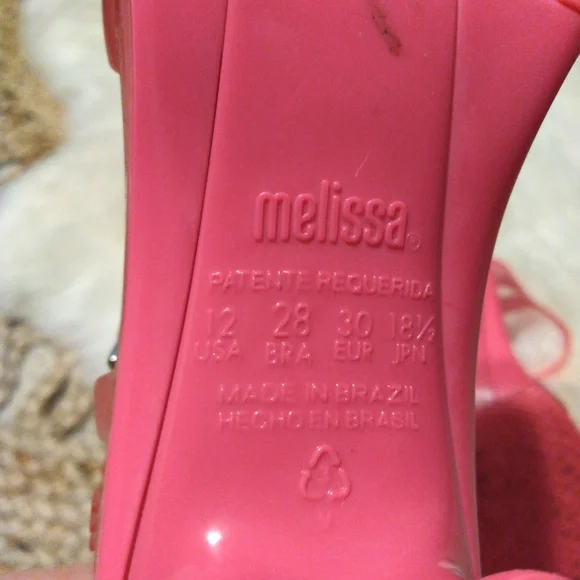 melissa®
PATENTE REQUERIDA
12 28 30 18½
USA BRA EUR JPN
MADE IN BRAZIL
HECHO EN BRASIL